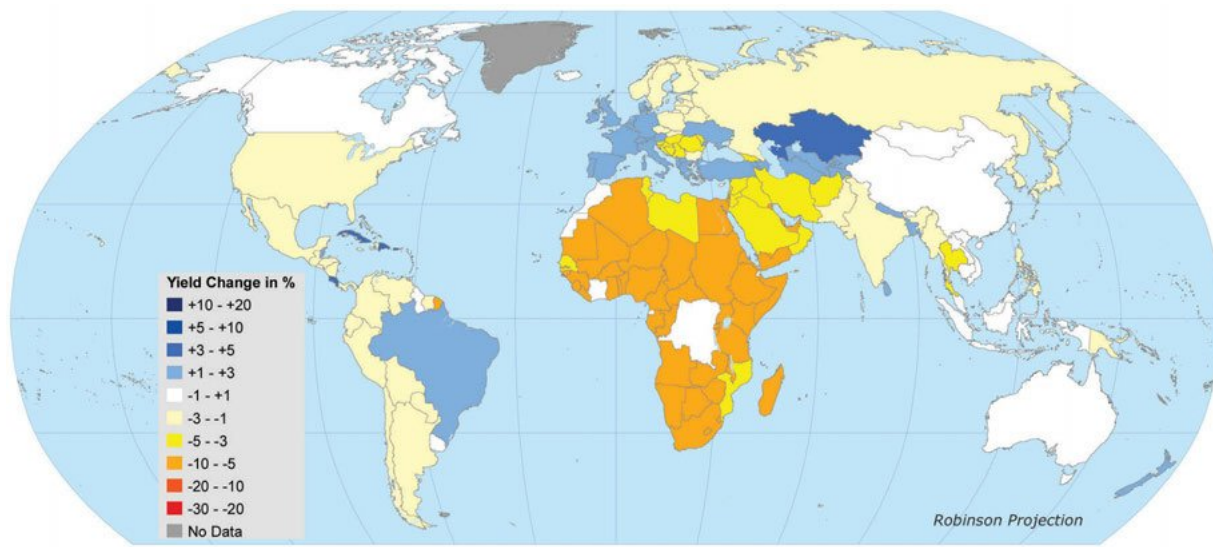 Yield Change in %
+10 - +20
+5 - +10
+3 - +5
+1 - +3
-1 - +1
-3 - -1
-5 - -3
-10 - -5
-20 - -10
-30 - -20
No Data
Robinson Projection